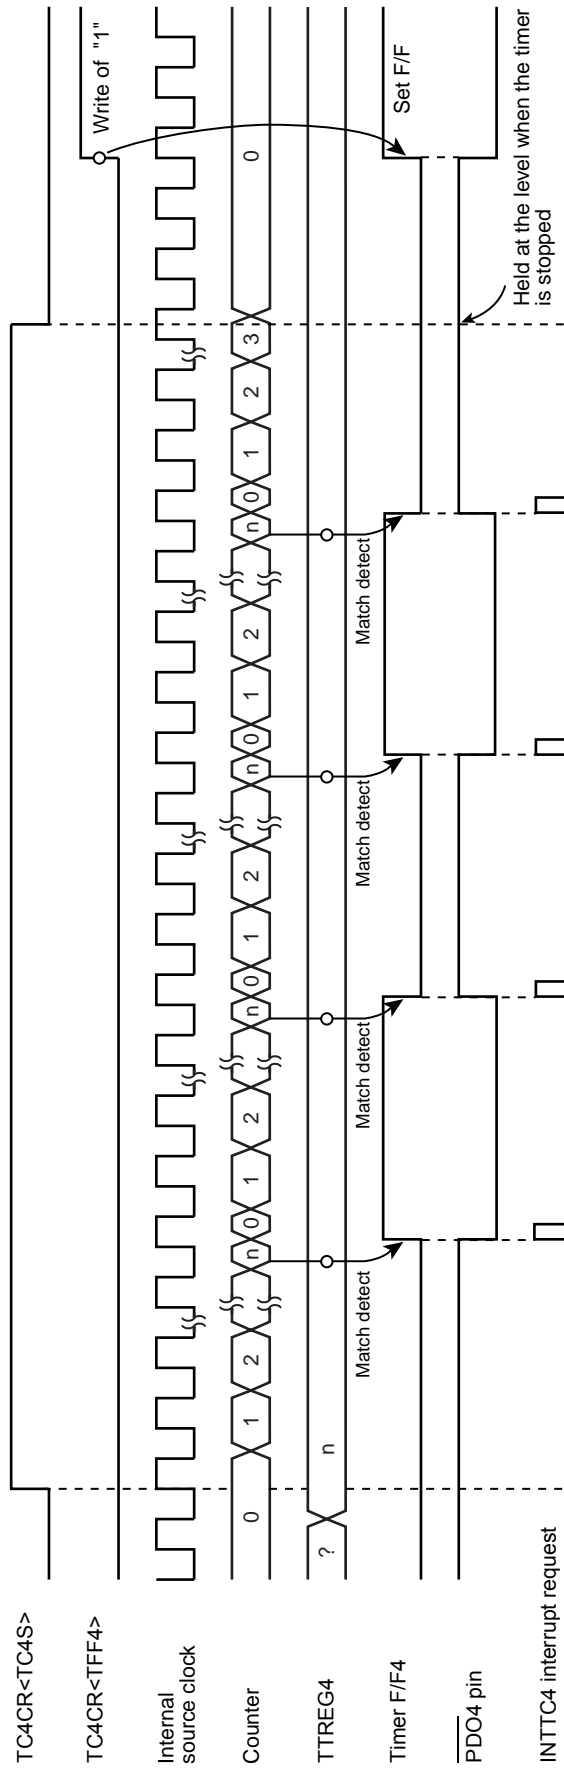 TC4CR<TC4S>
TC4CR<TFF4>
Write of "1"
Internal
source clock
Counter
0 1 2 n 0 1 2 n 0 1 2 n 0 1 2 n 0 1 2 3 0
TTREG4
? n
Match detect
Match detect
Match detect
Match detect
Timer F/F4
Set F/F
PDO4 pin
Held at the level when the timer
is stopped
INTTC4 interrupt request